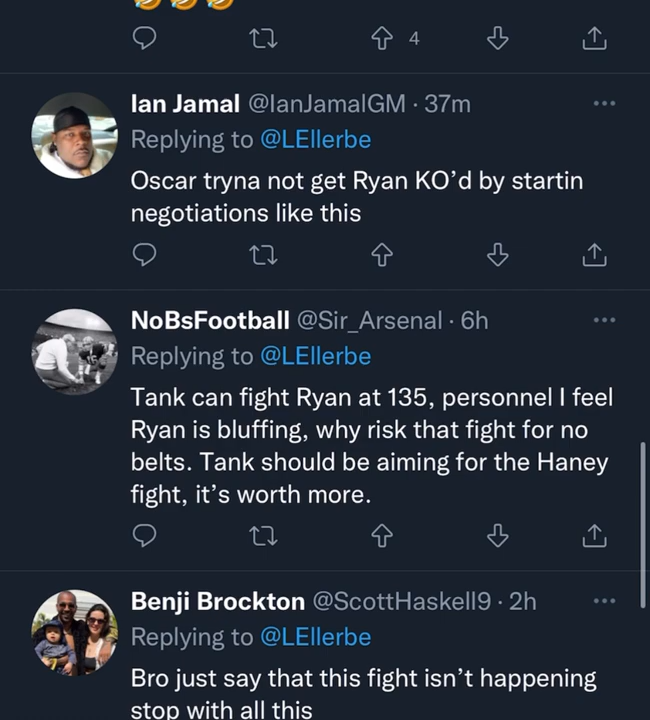 4
Ian Jamal @IanJamalGM · 37m
Replying to @LEllerbe
Oscar tryna not get Ryan KO’d by startin
negotiations like this
NoBsFootball @Sir_Arsenal · 6h
Replying to @LEllerbe
Tank can fight Ryan at 135, personnel I feel
Ryan is bluffing, why risk that fight for no
belts. Tank should be aiming for the Haney
fight, it’s worth more.
Benji Brockton @ScottHaskell9 · 2h
Replying to @LEllerbe
Bro just say that this fight isn’t happening
stop with all this